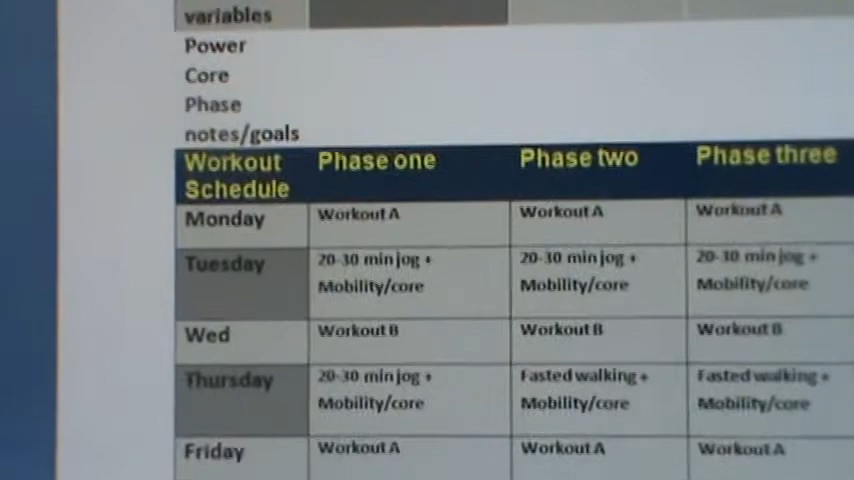 variables
Power
Core
Phase
notes/goals
Workout Schedule Phase one Phase two Phase three
Monday Workout A Workout A Workout A
Tuesday 20-30 min jog + Mobility/core 20-30 min jog + Mobility/core 20-30 min jog + Mobility/core
Wed Workout B Workout B Workout B
Thursday 20-30 min jog + Mobility/core Fasted walking + Mobility/core Fasted walking + Mobility/core
Friday Workout A Workout A Workout A